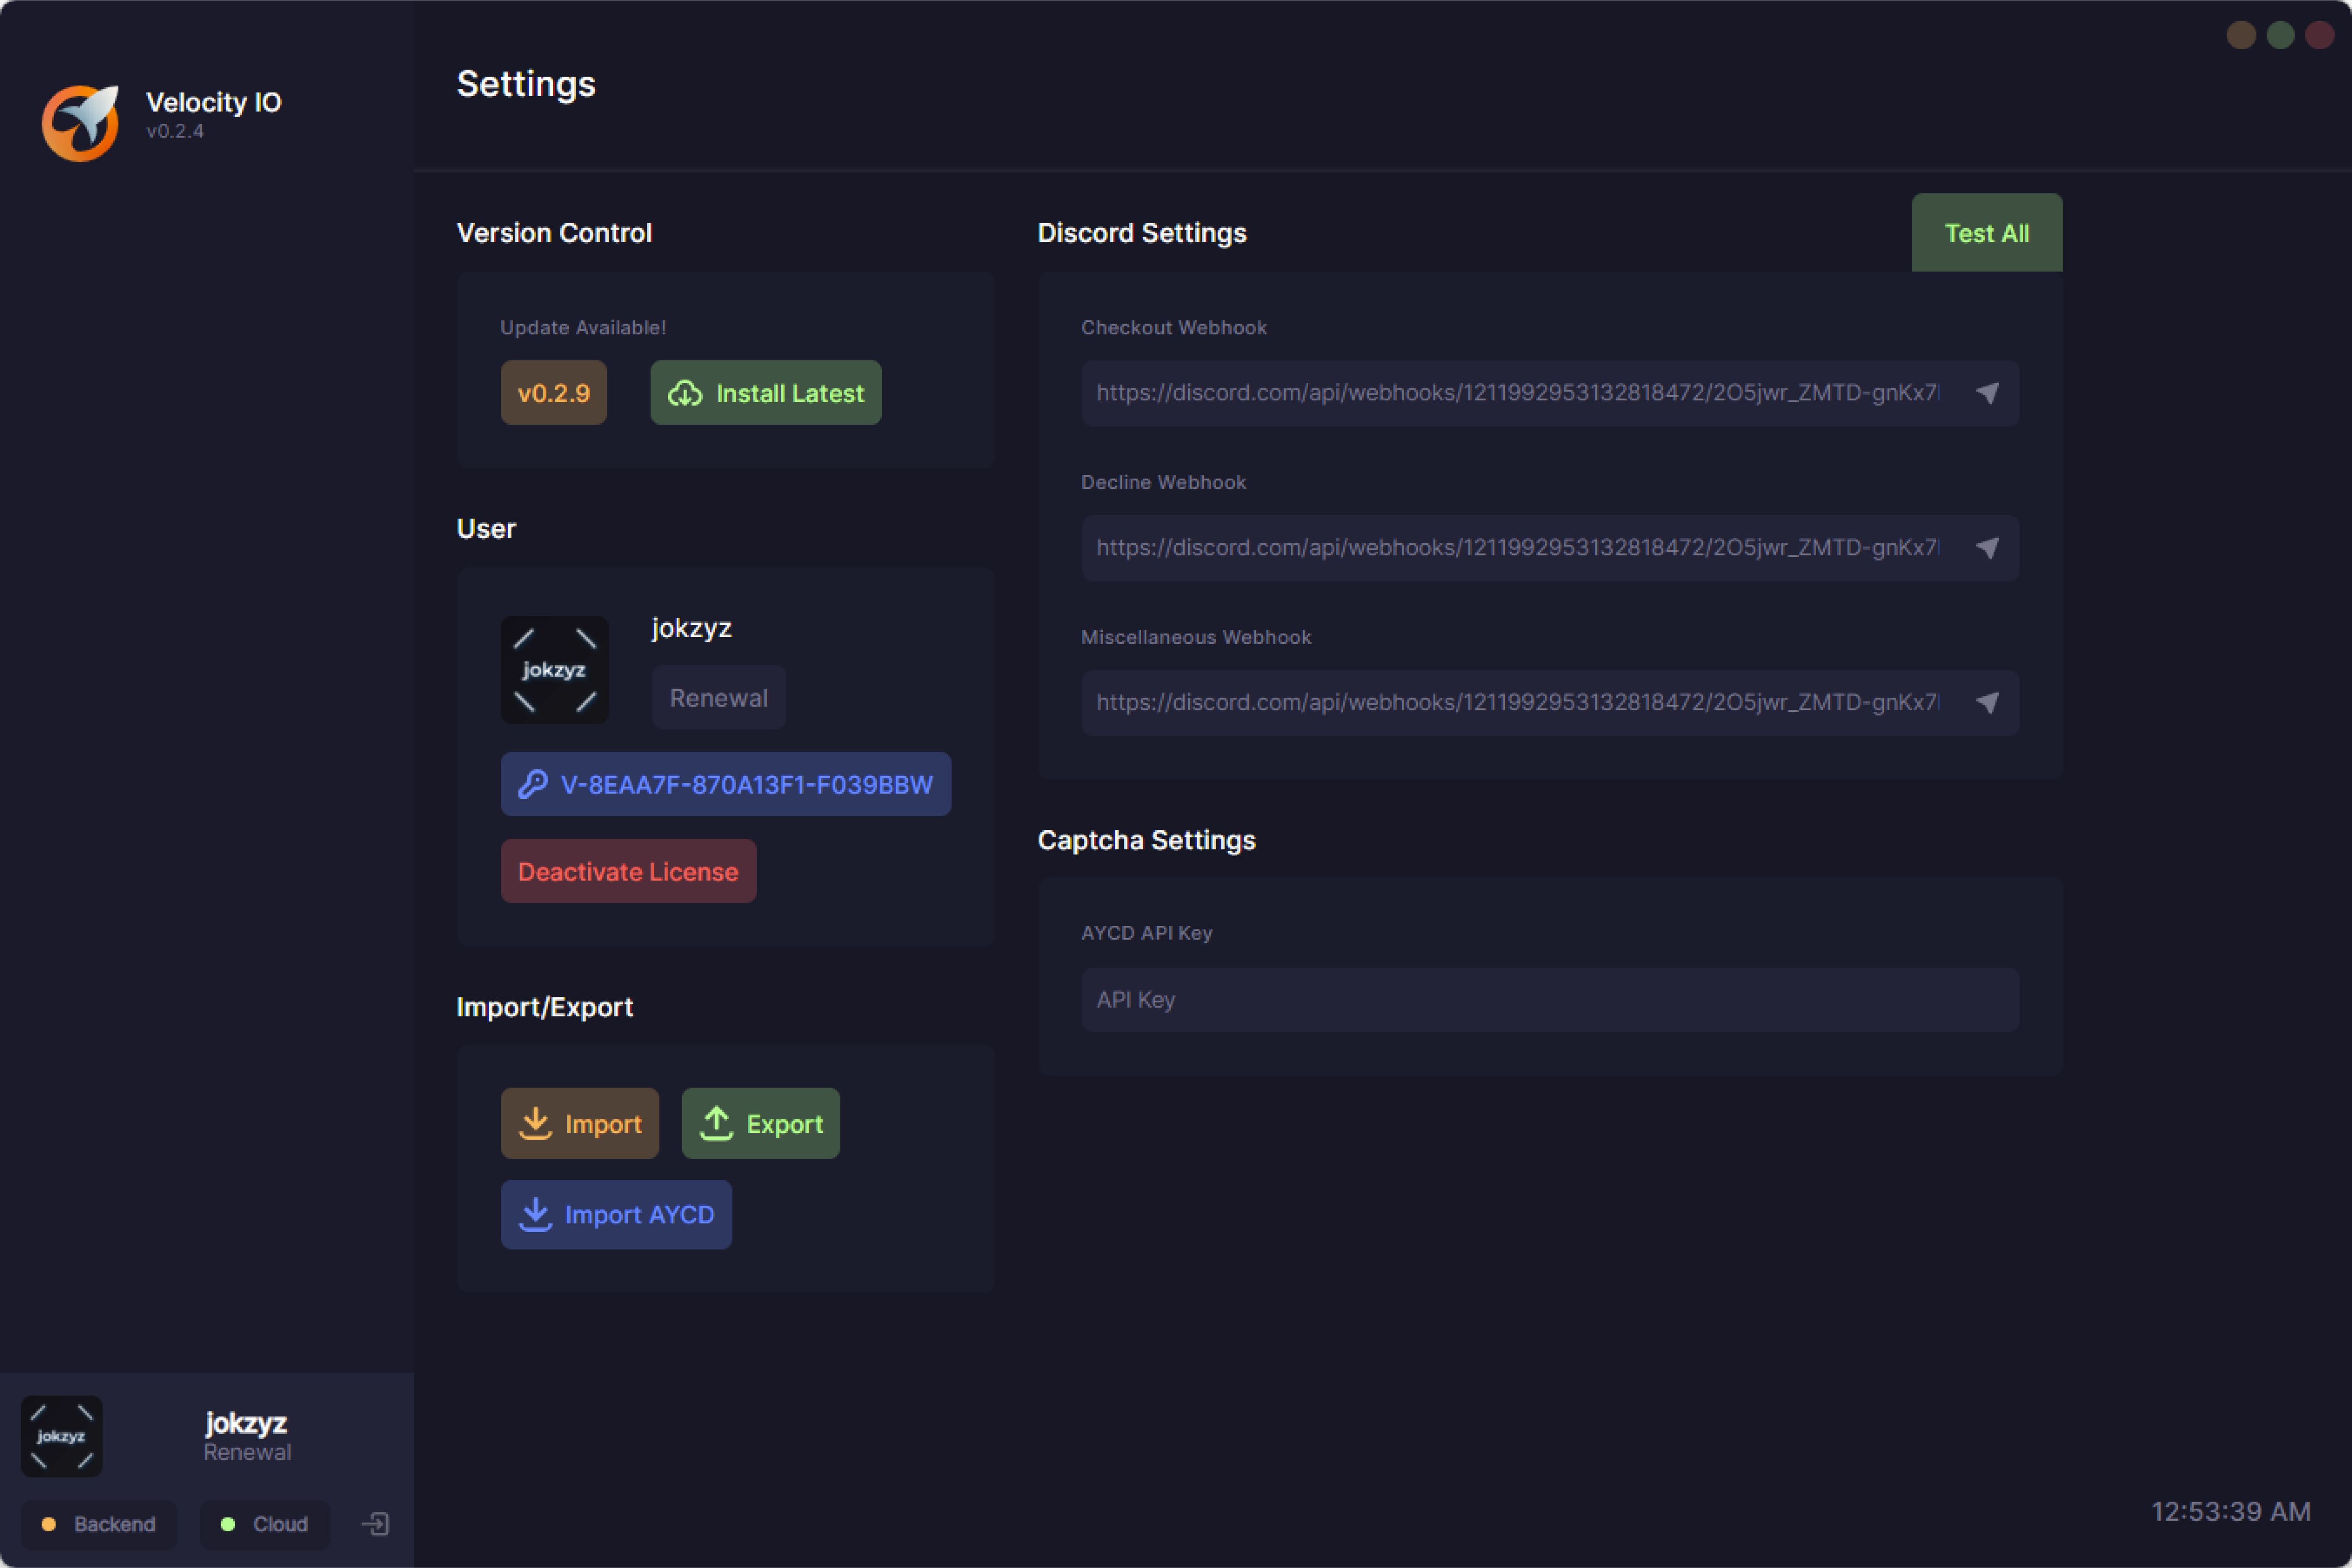 Velocity IO
v0.2.4
Settings
Version Control
Update Available!
v0.2.9
Install Latest
User
jokzyz
jokzyz
Renewal
V-8EAA7F-870A13F1-F039BBW
Deactivate License
Import/Export
Import
Export
Import AYCD
Discord Settings
Test All
Checkout Webhook
https://discord.com/api/webhooks/1211992953132818472/2O5jwr_ZMTD-gnKx7
Decline Webhook
https://discord.com/api/webhooks/1211992953132818472/2O5jwr_ZMTD-gnKx7
Miscellaneous Webhook
https://discord.com/api/webhooks/1211992953132818472/2O5jwr_ZMTD-gnKx7
Captcha Settings
AYCD API Key
API Key
jokzyz
jokzyz
Renewal
Backend
Cloud
12:53:39 AM